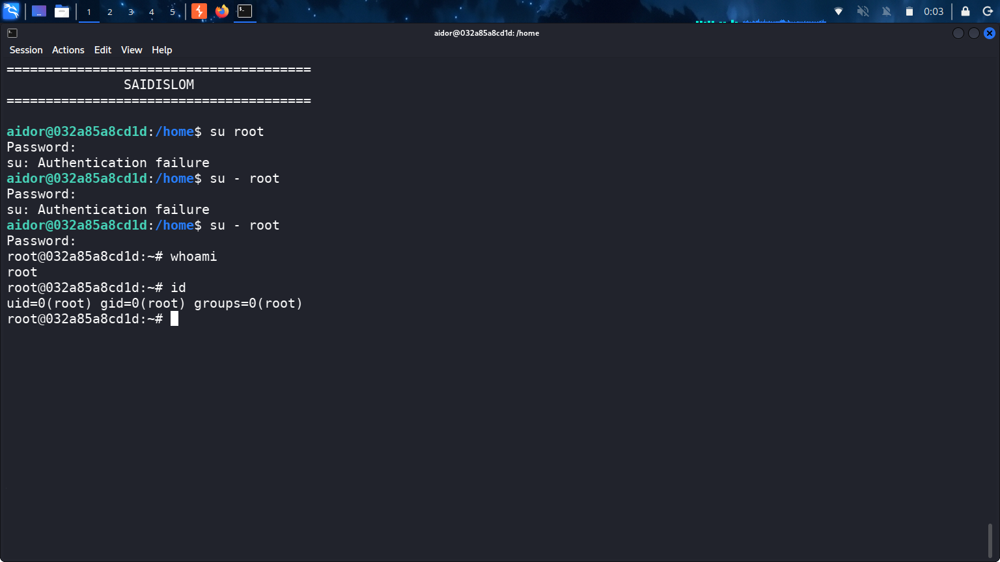 1 2 3 4 5 0:03
aidor@032a85a8cd1d: /home
Session Actions Edit View Help
=======================================
SAIDISLOM
=======================================
aidor@032a85a8cd1d:/home$ su root
Password:
su: Authentication failure
aidor@032a85a8cd1d:/home$ su - root
Password:
su: Authentication failure
aidor@032a85a8cd1d:/home$ su - root
Password:
root@032a85a8cd1d:~# whoami
root
root@032a85a8cd1d:~# id
uid=0(root) gid=0(root) groups=0(root)
root@032a85a8cd1d:~#